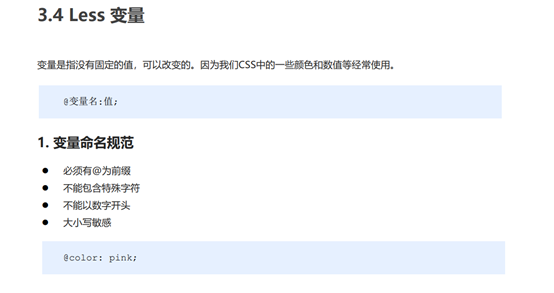 3.4 Less 变量
变量是指没有固定的值，可以改变的。因为我们CSS中的一些颜色和数值等经常使用。
@变量名:值;
1. 变量命名规范
● 必须有@为前缀
● 不能包含特殊字符
● 不能以数字开头
● 大小写敏感
@color: pink;